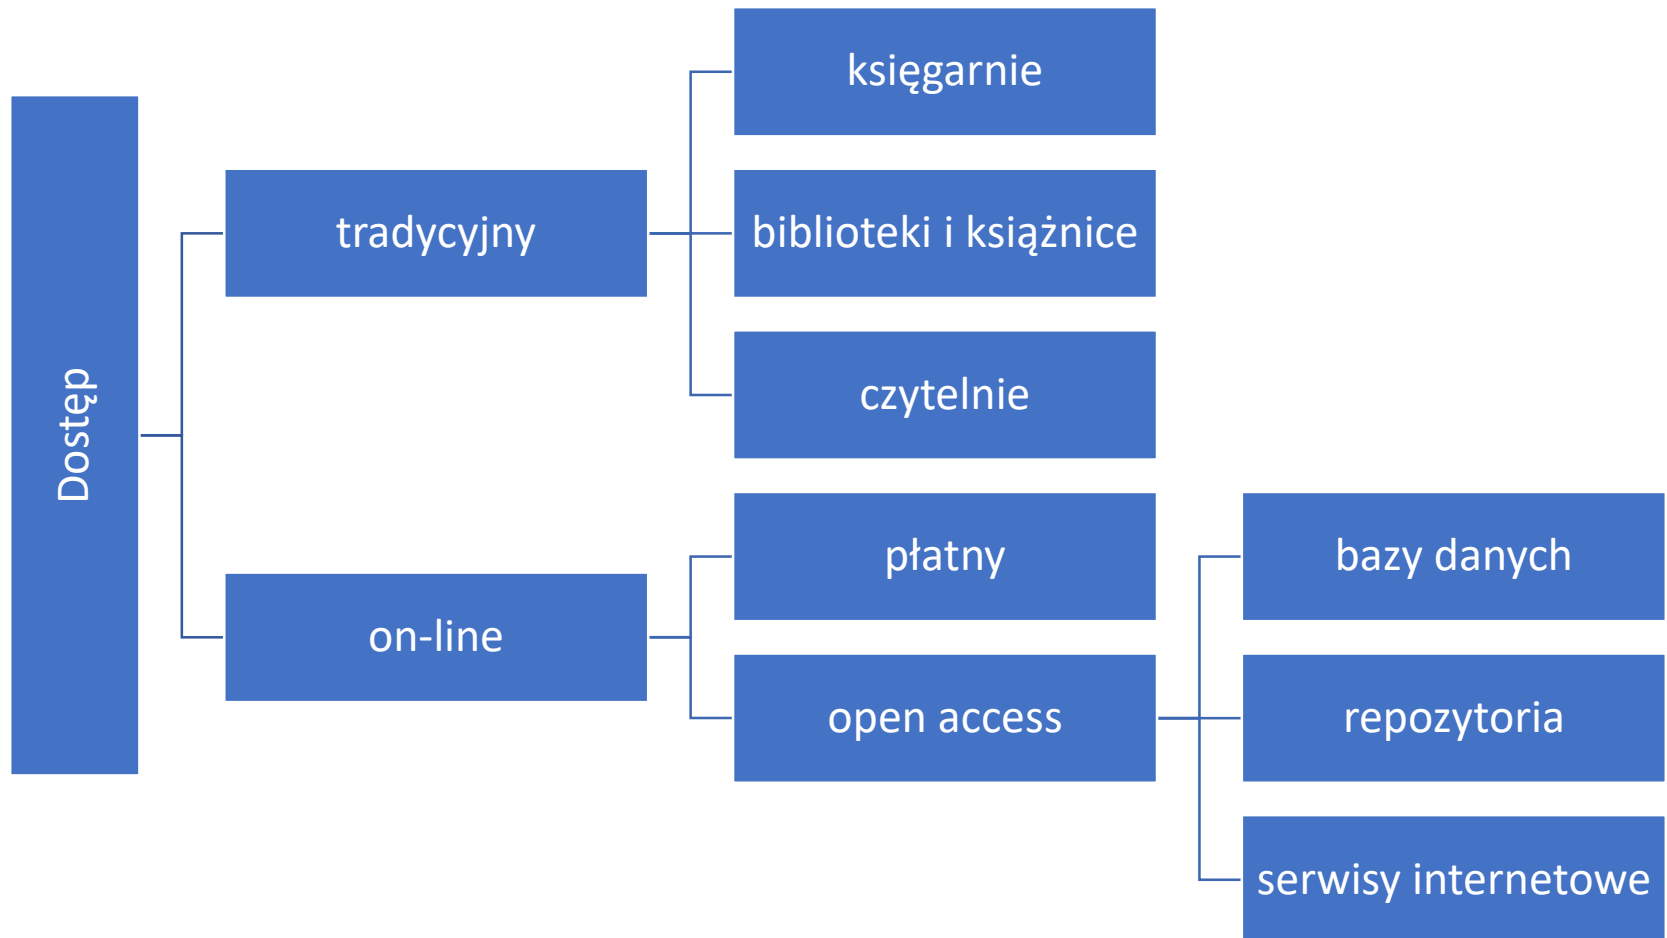 Dostęp
tradycyjny
księgarnie
biblioteki i książnice
czytelnie
on-line
płatny
open access
bazy danych
repozytoria
serwisy internetowe